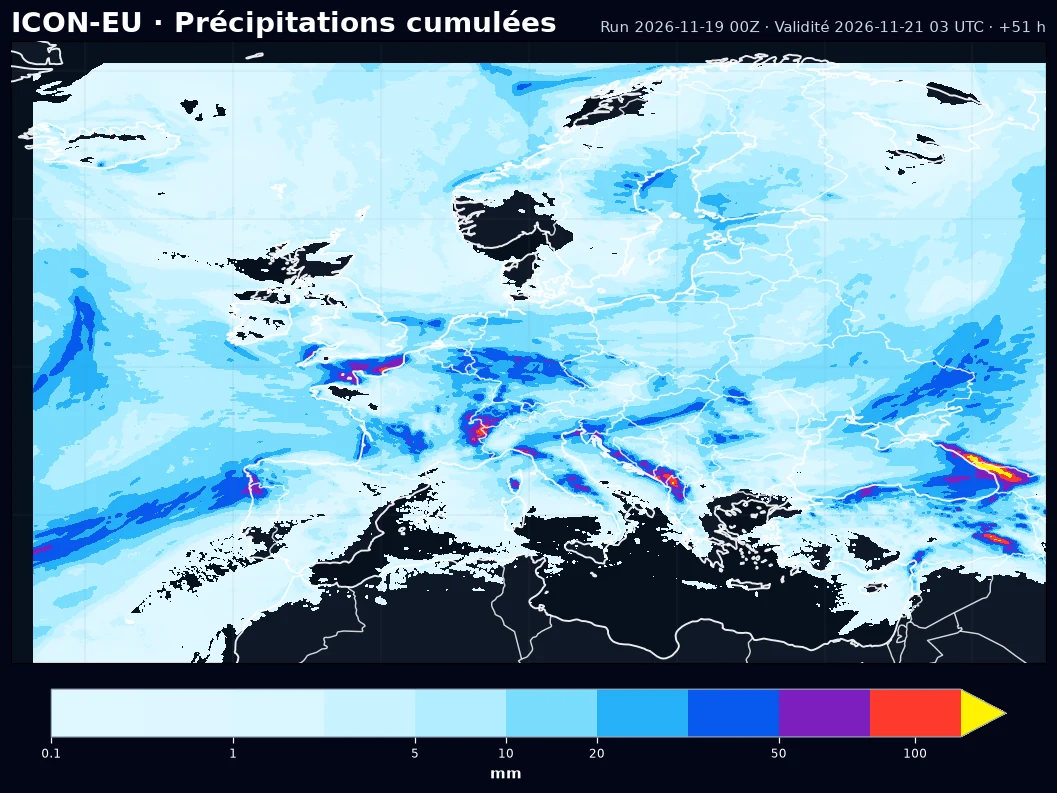 ICON-EU · Précipitations cumulées
Run 2026-11-19 00Z · Validité 2026-11-21 03 UTC · +51 h
0.1 1 5 10 20 50 100
mm